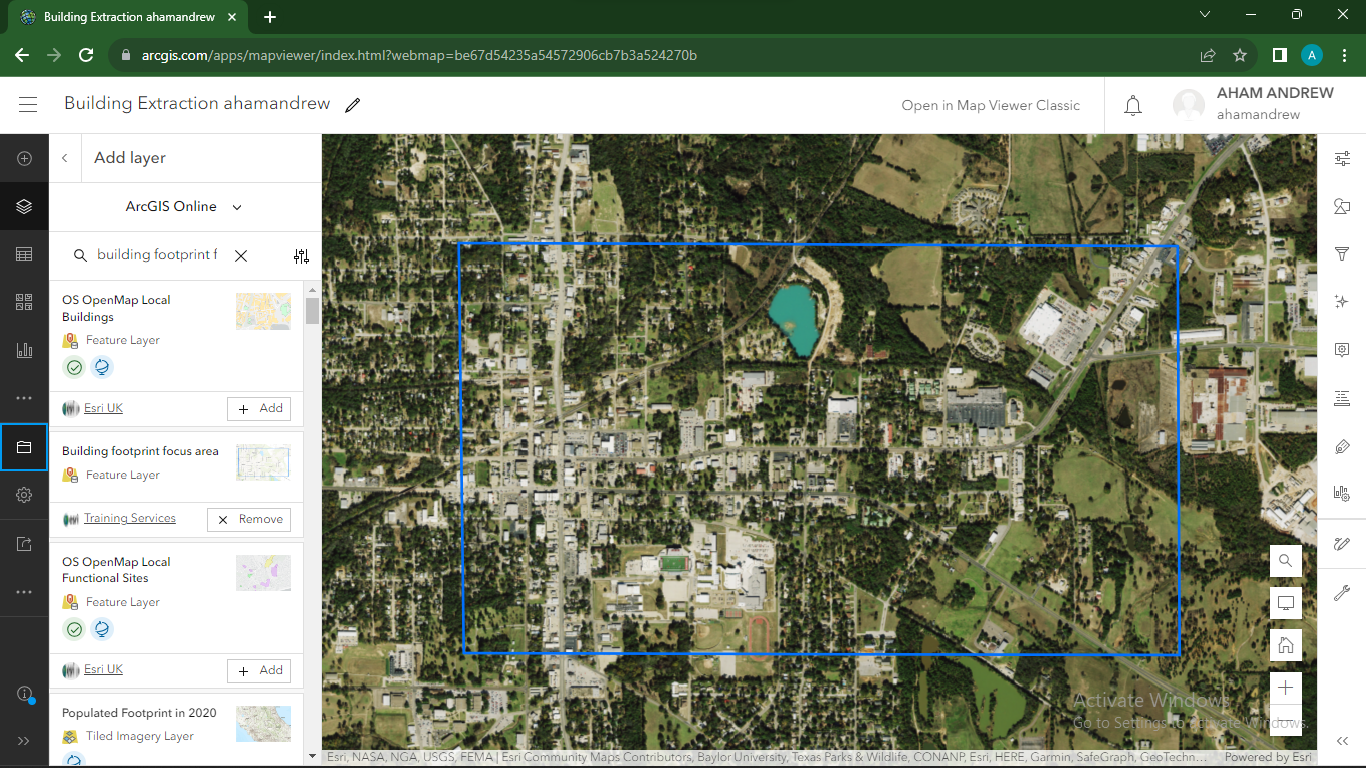 Building Extraction ahamandrew
arcgis.com/apps/mapviewer/index.html?webmap=be67d54235a54572906cb7b3a524270b
A
Building Extraction ahamandrew
Open in Map Viewer Classic
AHAM ANDREW
ahamandrew
Add layer
ArcGIS Online
building footprint f
OS OpenMap Local
Buildings
Feature Layer
Esri UK
Add
Building footprint focus area
Feature Layer
Training Services
Remove
OS OpenMap Local
Functional Sites
Feature Layer
Esri UK
Add
Populated Footprint in 2020
Tiled Imagery Layer
Activate Windows
Go to Settings to activate Windows.
Esri, NASA, NGA, USGS, FEMA | Esri Community Maps Contributors, Baylor University, Texas Parks & Wildlife, CONANP, Esri, HERE, Garmin, SafeGraph, GeoTechn...
Powered by Esri